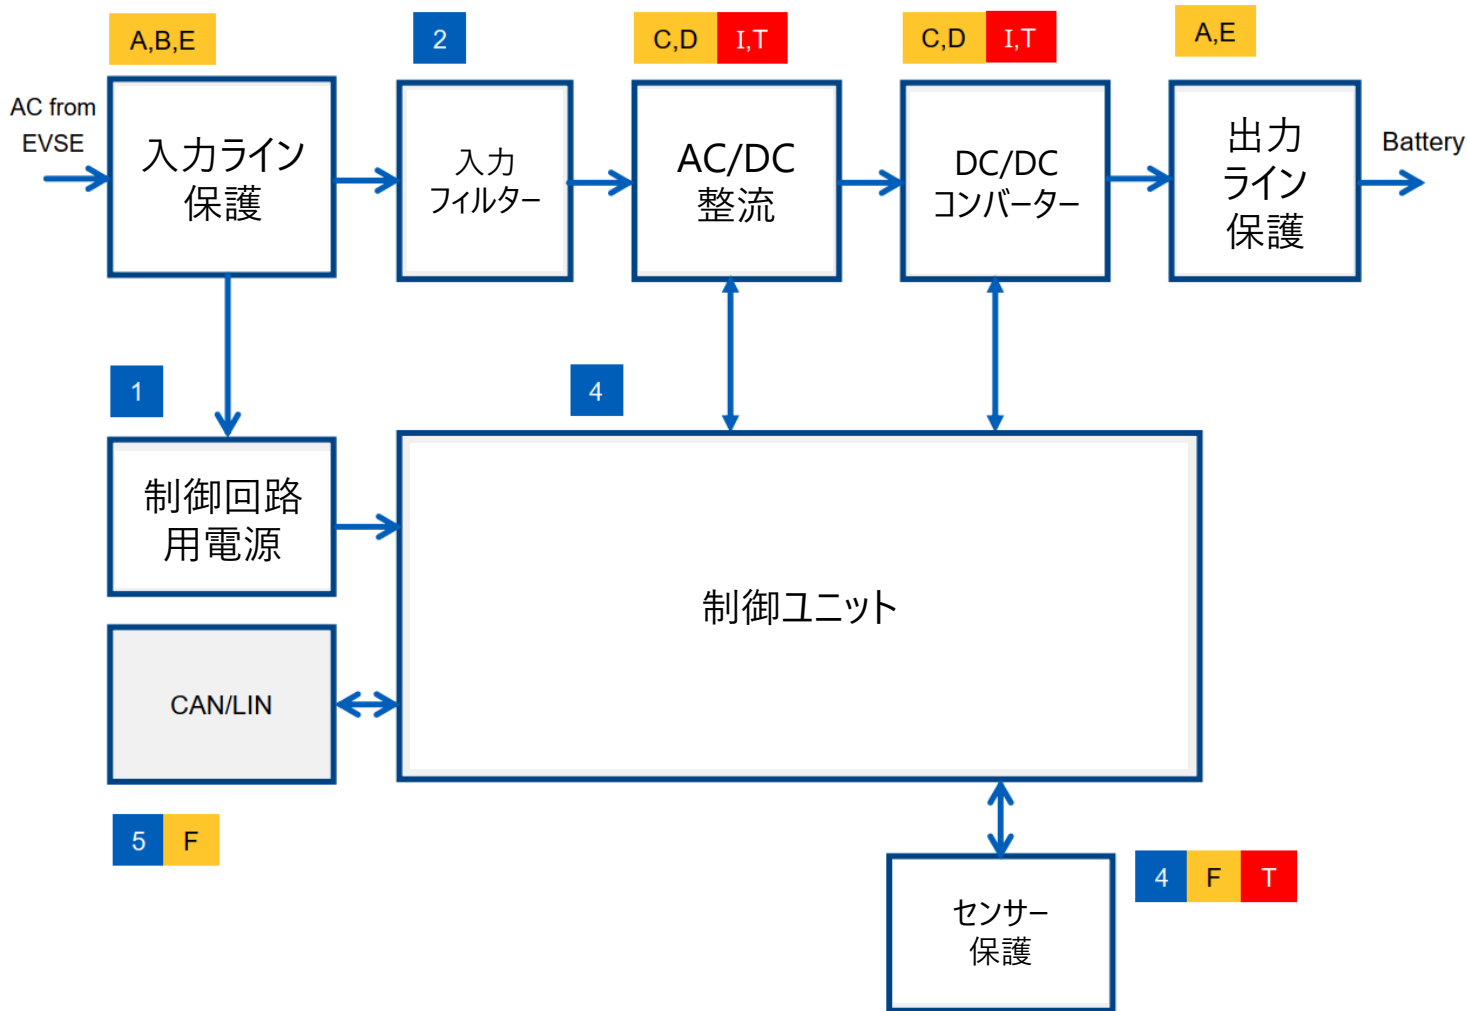 A,B,E
2
C,D
I,T
C,D
I,T
A,E
AC from
EVSE
入力ライン
保護
入力
フィルター
AC/DC
整流
DC/DC
コンバーター
出力
ライン
保護
Battery
1
4
制御回路
用電源
制御ユニット
CAN/LIN
5
F
センサー
保護
4
F
T